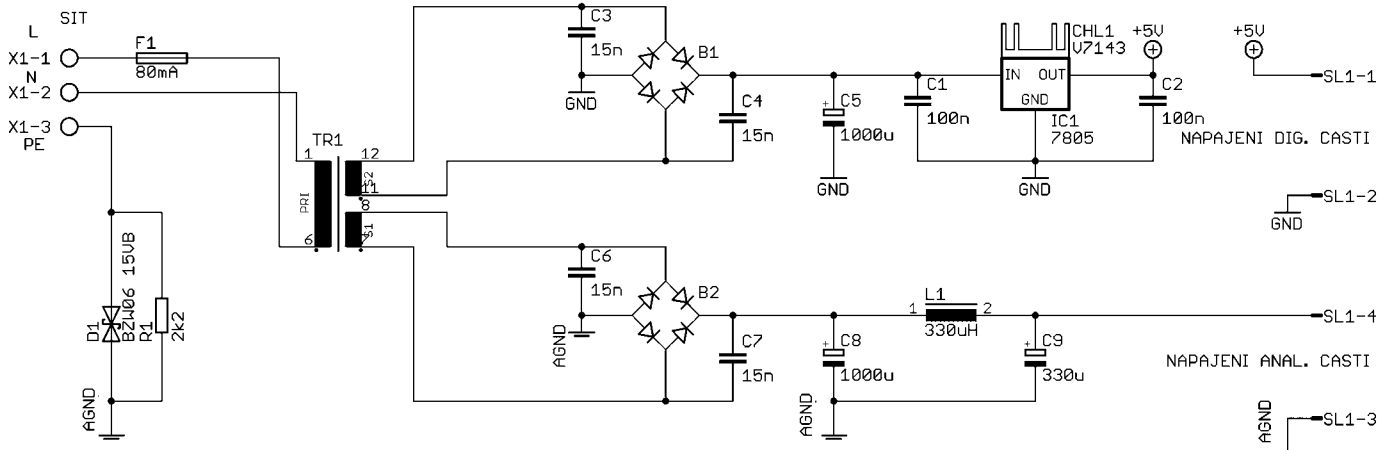 SIT
L
X1-1
F1
80mA
N
X1-2
X1-3
PE
TR1
1
12
PRI
S2
11
8
6
S1
7
BZW06 15VB
D1
R1
2k2
AGND
C3
15n
GND
B1
C4
15n
C5
1000u
GND
C1
100n
CHL1
V7143
IN OUT
GND
IC1
7805
GND
+5V
C2
100n
+5V
SL1-1
NAPAJENI DIG. CASTI
SL1-2
GND
C6
15n
AGND
B2
C7
15n
C8
1000u
AGND
L1
1 2
330uH
C9
330u
SL1-4
NAPAJENI ANAL. CASTI
SL1-3
AGND